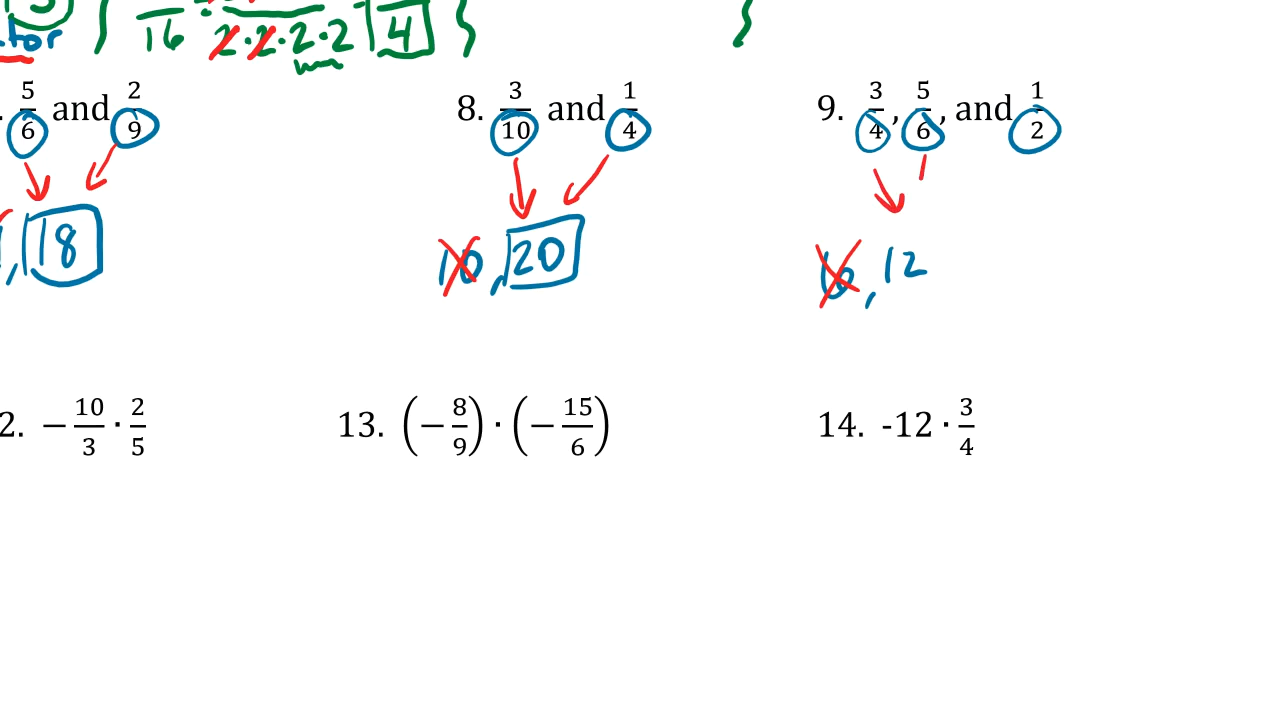 3
tor } — 16 ÷ 2·2·2·2 = 4 } }
. 5/6 and 2/9 8. 3/10 and 1/4 9. 3/4, 5/6, and 1/2
, 18 10, 20 6, 12
2. −10/3 · 2/5 13. (−8/9) · (−15/6) 14. -12 · 3/4